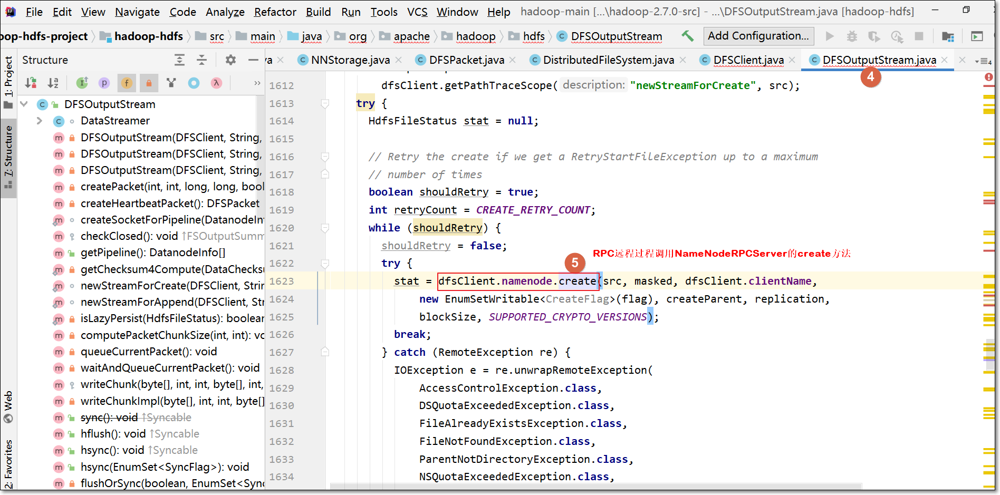 File Edit View Navigate Code Analyze Refactor Build Run Tools VCS Window Help hadoop-main [...\hadoop-2.7.0-src] - ...\DFSOutputStream.java [hadoop-hdfs]
oop-hdfs-project hadoop-hdfs src main java org apache hadoop hdfs DFSOutputStream Add Configuration...
Structure
va NNStorage.java DFSPacket.java DistributedFileSystem.java DFSClient.java DFSOutputStream.java 4
4
1: Project
7: Structure
Web
2: Favorites
DFSOutputStream
DataStreamer
DFSOutputStream(DFSClient, String,
DFSOutputStream(DFSClient, String,
DFSOutputStream(DFSClient, String,
createPacket(int, int, long, long, bool
createHeartbeatPacket(): DFSPacket
createSocketForPipeline(DatanodeInf
checkClosed(): void ↑FSOutputSumm
getPipeline(): DatanodeInfo[]
getChecksum4Compute(DataChecksu
newStreamForCreate(DFSClient, Strin
newStreamForAppend(DFSClient, Str
isLazyPersist(HdfsFileStatus): boolean
computePacketChunkSize(int, int): vo
queueCurrentPacket(): void
waitAndQueueCurrentPacket(): void
writeChunk(byte[], int, int, byte[], int,
writeChunkImpl(byte[], int, int, byte[]
sync(): void ↑Syncable
hflush(): void ↑Syncable
hsync(): void ↑Syncable
hsync(EnumSet<SyncFlag>): void
flushOrSync(boolean, EnumSet<Sync
1612 dfsClient.getPathTraceScope( description: "newStreamForCreate", src);
1613 try {
1614 HdfsFileStatus stat = null;
1615
1616 // Retry the create if we get a RetryStartFileException up to a maximum
1617 // number of times
1618 boolean shouldRetry = true;
1619 int retryCount = CREATE_RETRY_COUNT;
1620 while (shouldRetry) {
1621 shouldRetry = false;
RPC远程过程调用NameNodeRPCServer的create方法
1622 try {
5
1623 stat = dfsClient.namenode.create(src, masked, dfsClient.clientName,
1624 new EnumSetWritable<CreateFlag>(flag), createParent, replication,
1625 blockSize, SUPPORTED_CRYPTO_VERSIONS);
1626 break;
1627 } catch (RemoteException re) {
1628 IOException e = re.unwrapRemoteException(
1629 AccessControlException.class,
1630 DSQuotaExceededException.class,
1631 FileAlreadyExistsException.class,
1632 FileNotFoundException.class,
1633 ParentNotDirectoryException.class,
1634 NSQuotaExceededException.class,